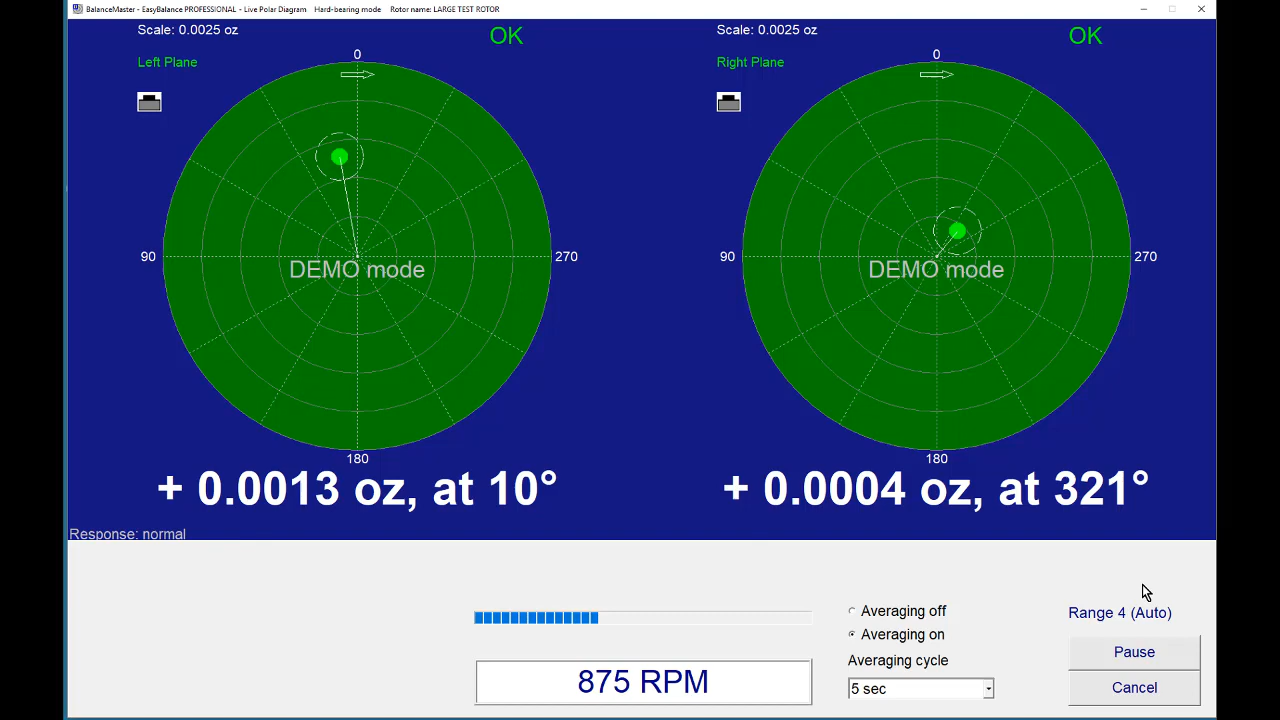 BalanceMaster - EasyBalance PROFESSIONAL - Live Polar Diagram   Hard-bearing mode   Rotor name: LARGE TEST ROTOR
Scale: 0.0025 oz
OK
Left Plane
0
90
270
DEMO mode
180
+ 0.0013 oz, at 10°
Scale: 0.0025 oz
OK
Right Plane
0
90
270
DEMO mode
180
+ 0.0004 oz, at 321°
Response: normal
875 RPM
Averaging off
Averaging on
Averaging cycle
5 sec
Range 4 (Auto)
Pause
Cancel